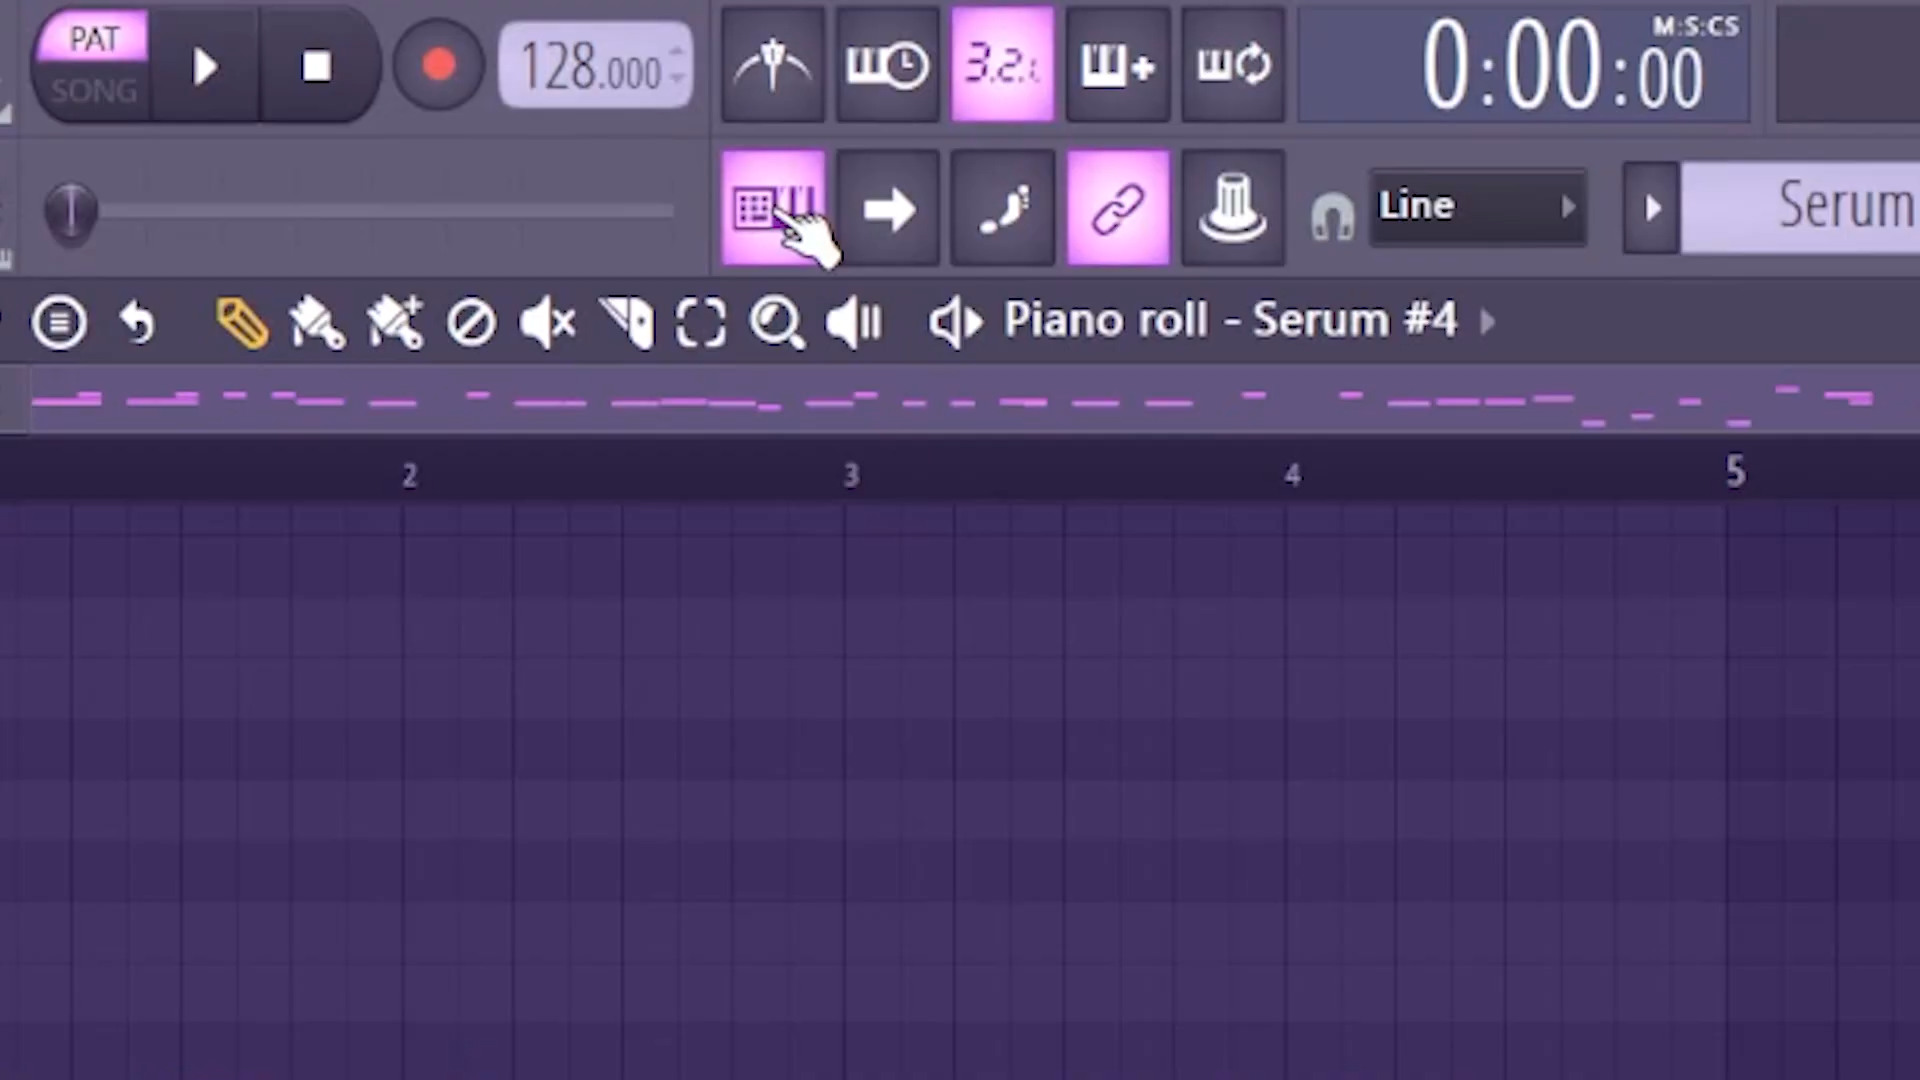 PAT
SONG
128.000
3.2.
0:00:00
M:S:CS
Line
Serum
Piano roll - Serum #4
2
3
4
5